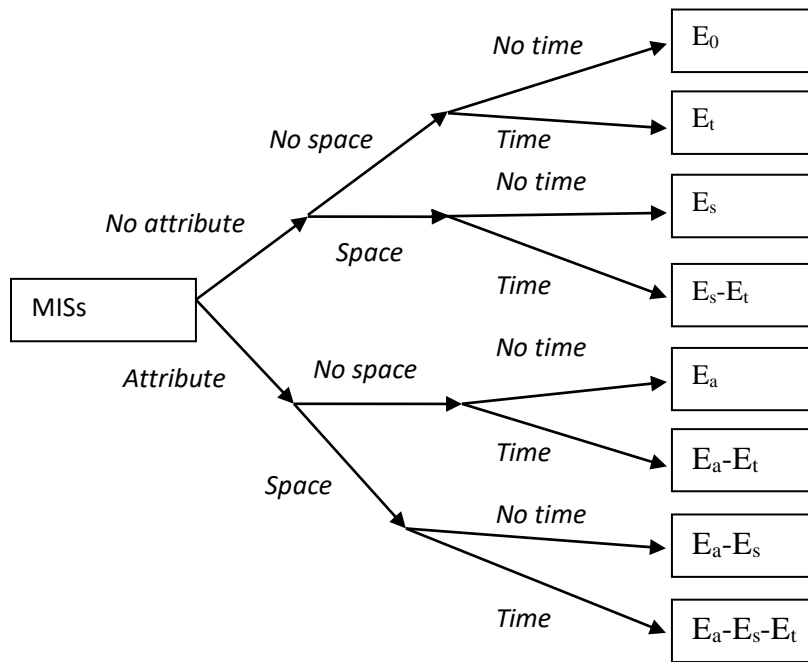 No time
E₀
No space
Time
Eₜ
No time
Eₛ
No attribute
Space
Time
Eₛ-Eₜ
MISs
Attribute
No space
No time
Eₐ
Time
Eₐ-Eₜ
Space
No time
Eₐ-Eₛ
Time
Eₐ-Eₛ-Eₜ